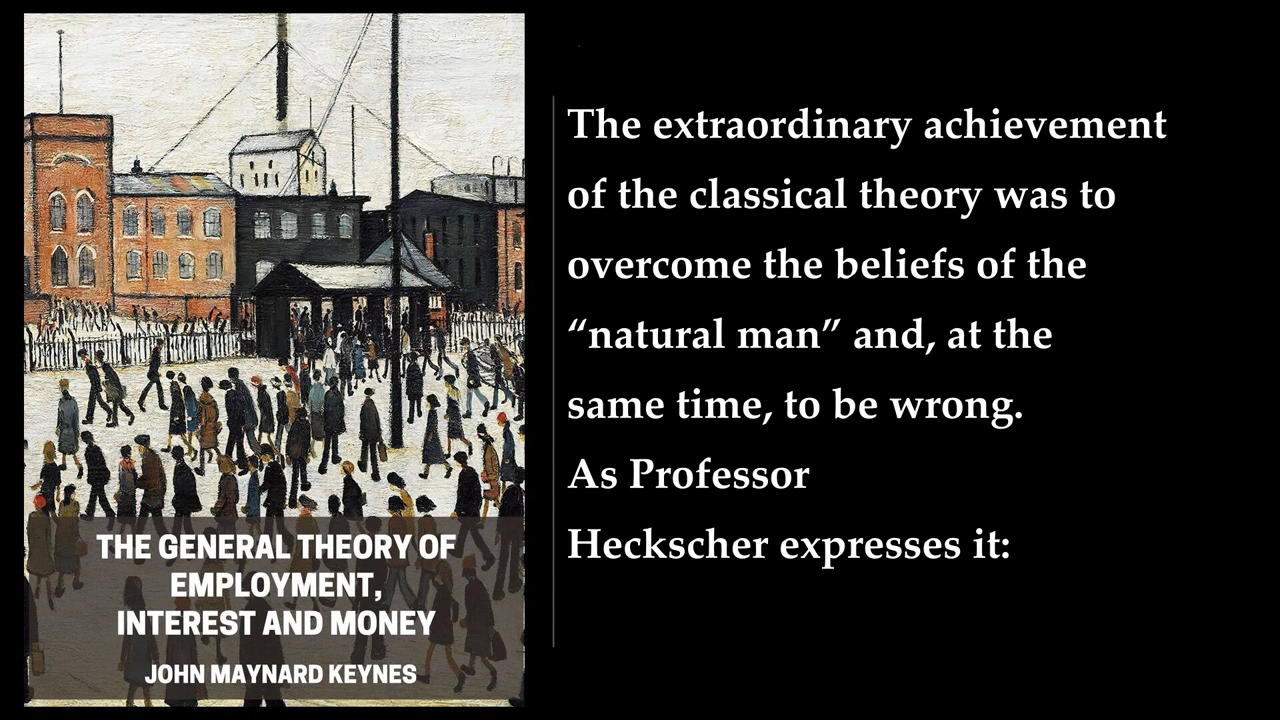 THE GENERAL THEORY OF
EMPLOYMENT,
INTEREST AND MONEY
JOHN MAYNARD KEYNES
The extraordinary achievement
of the classical theory was to
overcome the beliefs of the
“natural man” and, at the
same time, to be wrong.
As Professor
Heckscher expresses it: